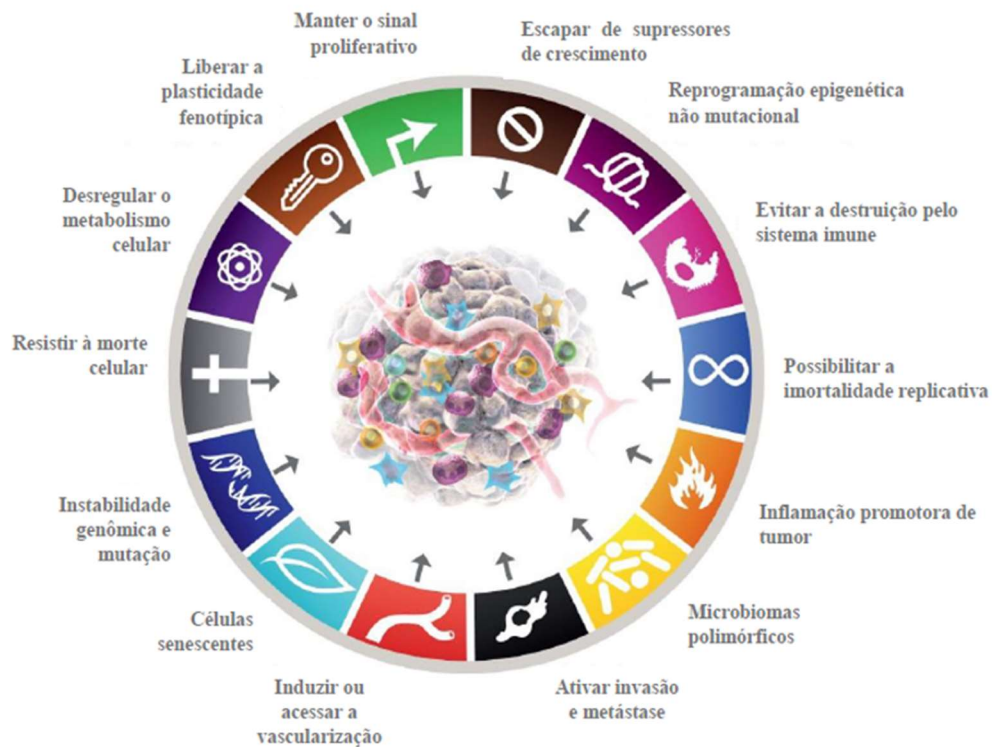 Manter o sinal
proliferativo
Escapar de supressores
de crescimento
Reprogramação epigenética
não mutacional
Evitar a destruição pelo
sistema imune
Possibilitar a
imortalidade replicativa
Inflamação promotora de
tumor
Microbiomas
polimórficos
Ativar invasão
e metástase
Induzir ou
acessar a
vascularização
Células
senescentes
Instabilidade
genômica e
mutação
Resistir à morte
celular
Desregular o
metabolismo
celular
Liberar a
plasticidade
fenotípica